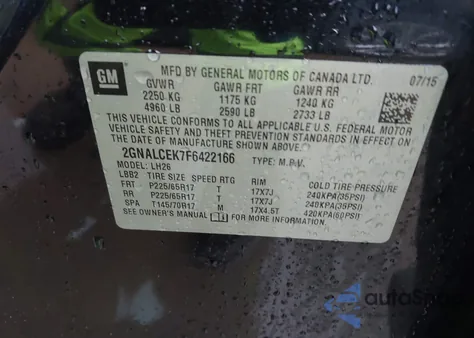 GM
MFD BY GENERAL MOTORS OF CANADA LTD. 07/15
GVWR GAWR FRT GAWR RR
2250 KG 1175 KG 1240 KG
4960 LB 2590 LB 2733 LB
THIS VEHICLE CONFORMS TO ALL APPLICABLE U.S. FEDERAL MOTOR
VEHICLE SAFETY AND THEFT PREVENTION STANDARDS IN EFFECT ON
THE DATE OF MANUFACTURE SHOWN ABOVE.
2GNALCEK7F6422166 TYPE: M.P.V.
MODEL: LH26
LBB2 TIRE SIZE SPEED RTG RIM COLD TIRE PRESSURE
FRT P225/65R17 T 17X7J 240KPA(35PSI)
RR P225/65R17 T 17X7J 240KPA(35PSI)
SPA T145/70R17 M 17X4.5T 420KPA(60PSI)
SEE OWNER'S MANUAL FOR MORE INFORMATION.